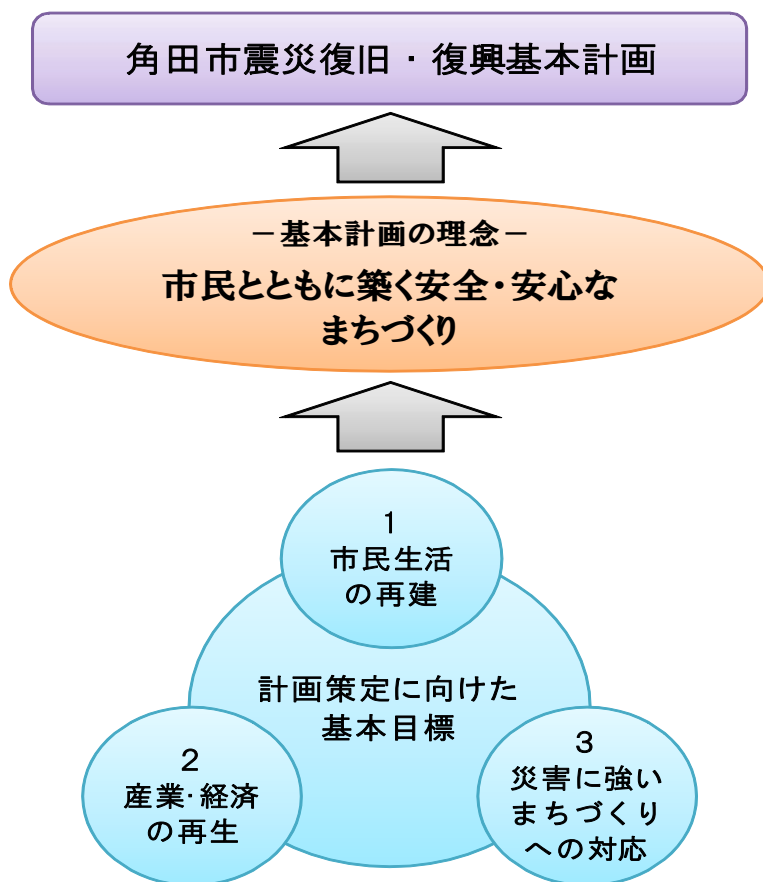 角田市震災復旧・復興基本計画
－基本計画の理念－
市民とともに築く安全・安心な
まちづくり
1
市民生活
の再建
計画策定に向けた
基本目標
2
産業･経済
の再生
3
災害に強い
まちづくり
への対応